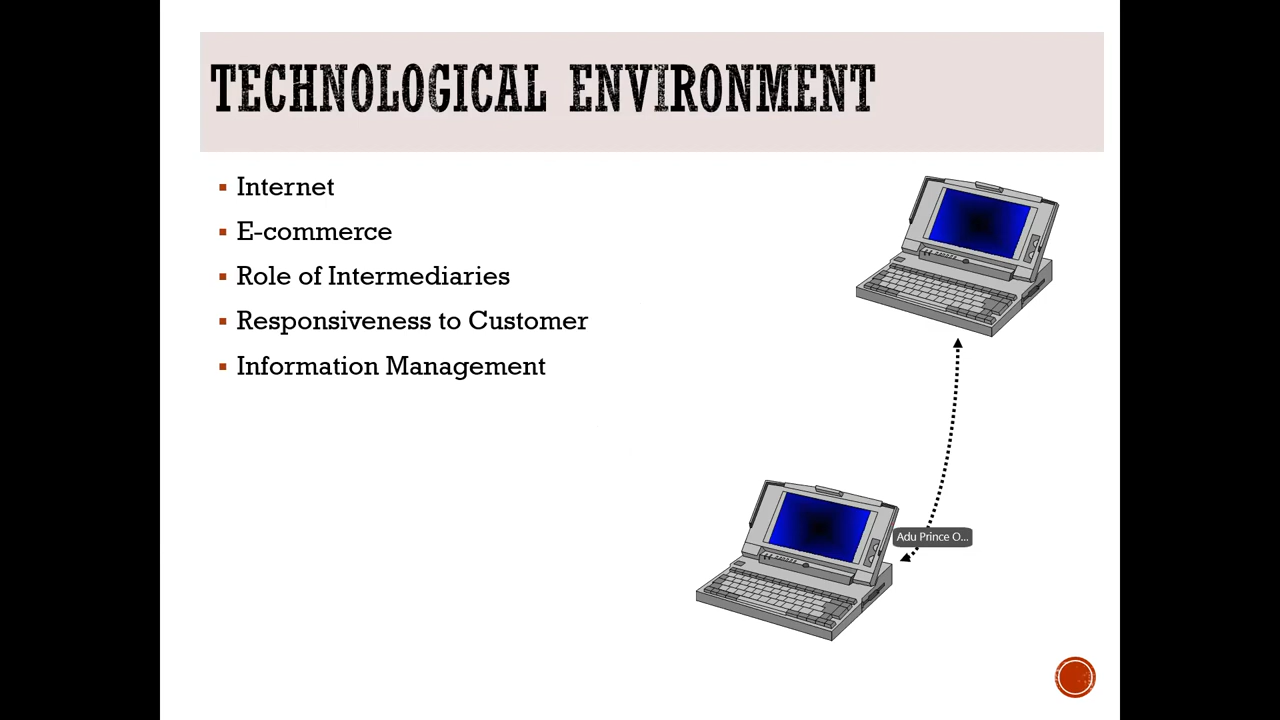 TECHNOLOGICAL ENVIRONMENT
Internet
E-commerce
Role of Intermediaries
Responsiveness to Customer
Information Management
Adu Prince O...